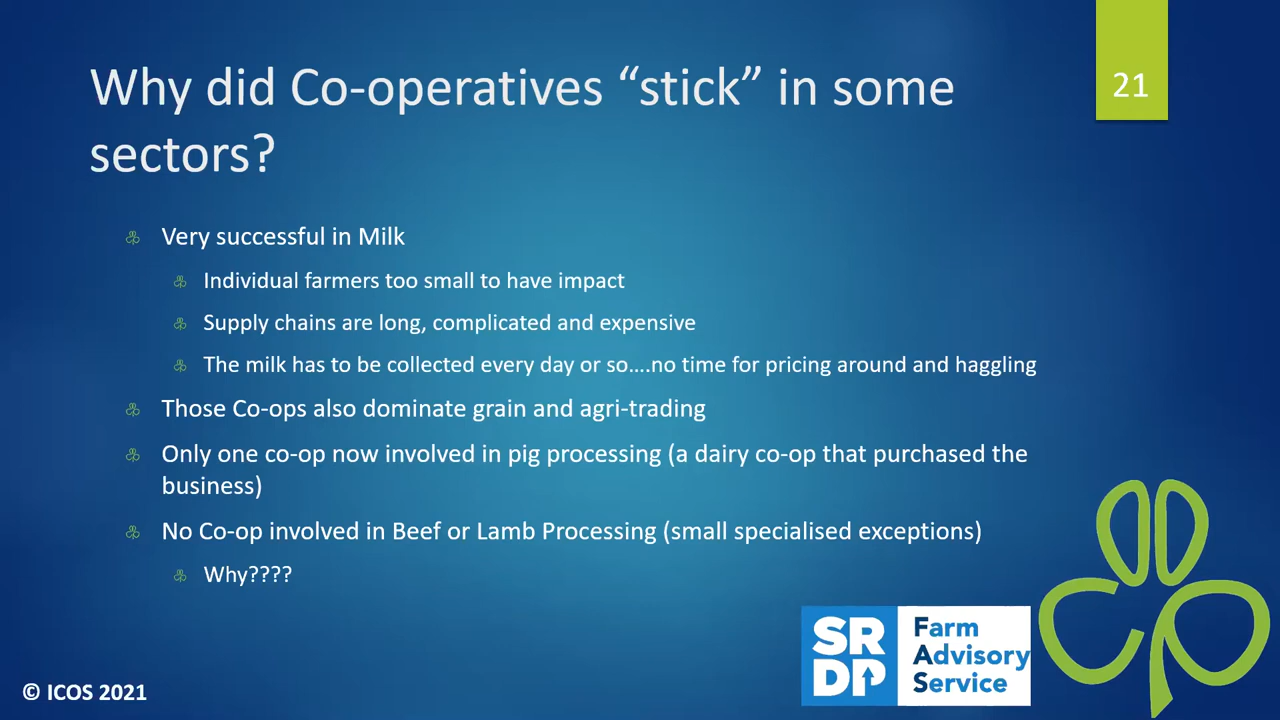 Why did Co-operatives “stick” in some
sectors?
21
Very successful in Milk
Individual farmers too small to have impact
Supply chains are long, complicated and expensive
The milk has to be collected every day or so….no time for pricing around and haggling
Those Co-ops also dominate grain and agri-trading
Only one co-op now involved in pig processing (a dairy co-op that purchased the
business)
No Co-op involved in Beef or Lamb Processing (small specialised exceptions)
Why????
SR
DP
Farm
Advisory
Service
© ICOS 2021